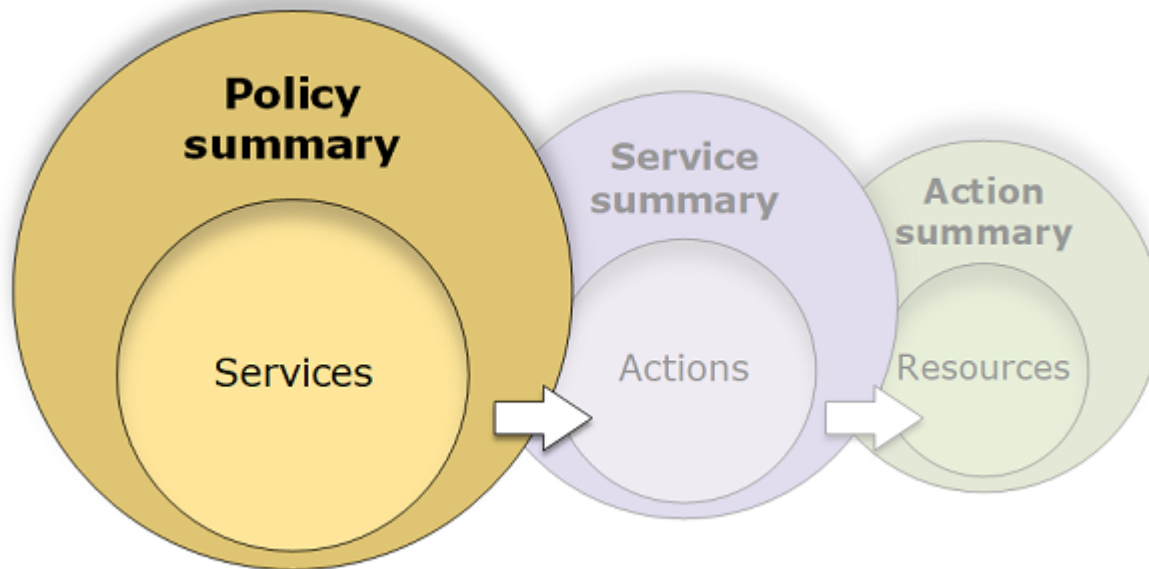 Policy
summary
Services
Service
summary
Actions
Action
summary
Resources